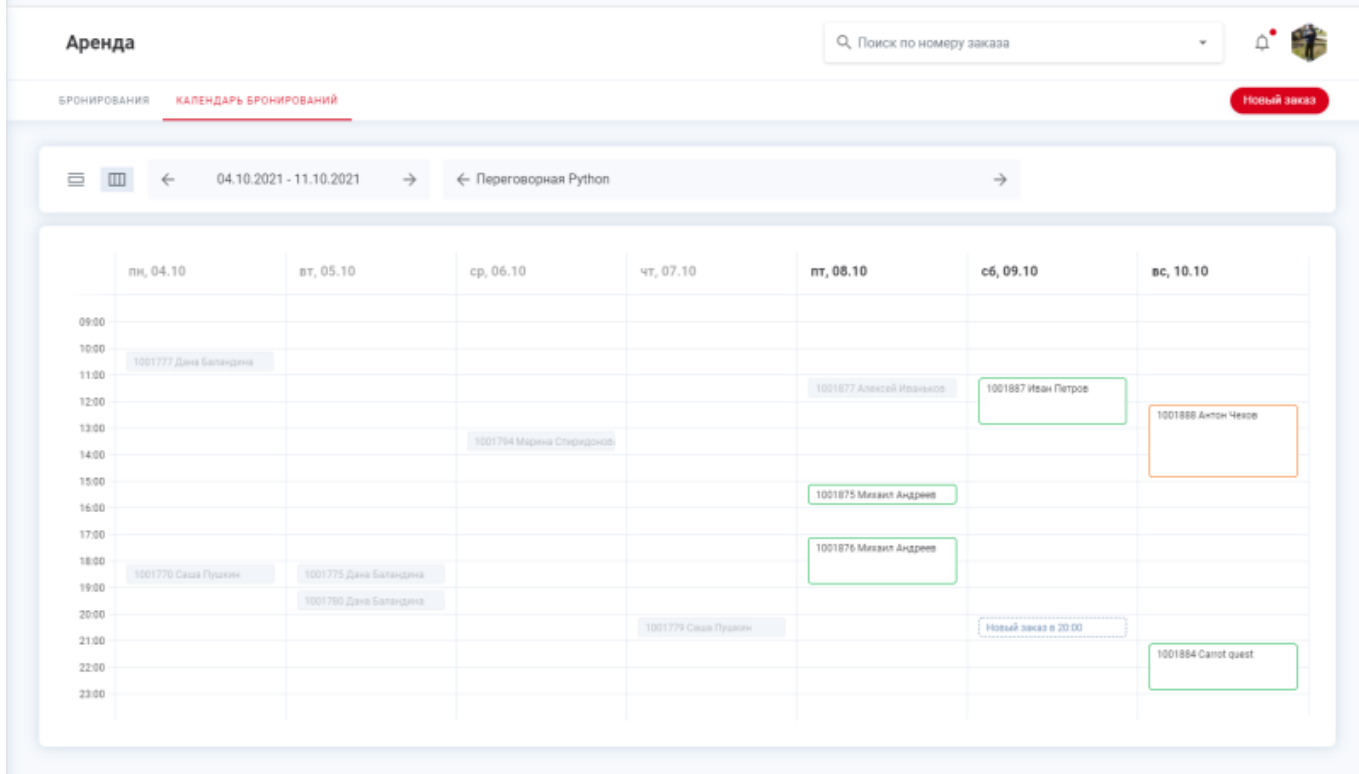 Аренда
Поиск по номеру заказа
БРОНИРОВАНИЯ КАЛЕНДАРЬ БРОНИРОВАНИЙ
Новый заказ
04.10.2021 - 11.10.2021
Переговорная Python
пн, 04.10 вт, 05.10 ср, 06.10 чт, 07.10 пт, 08.10 сб, 09.10 вс, 10.10
09:00
10:00
1001777 Дана Баландина
11:00
1001877 Алексей Иваньков 1001887 Иван Петров
12:00
1001888 Антон Чехов
13:00
1001794 Марина Спиридонов
14:00
15:00
1001875 Михаил Андреев
16:00
17:00
1001876 Михаил Андреев
18:00
1001770 Саша Пушкин 1001775 Дана Баландина
19:00
1001780 Дана Баландина
20:00
1001779 Саша Пушкин Новый заказ в 20:00
21:00
1001884 Carrot quest
22:00
23:00